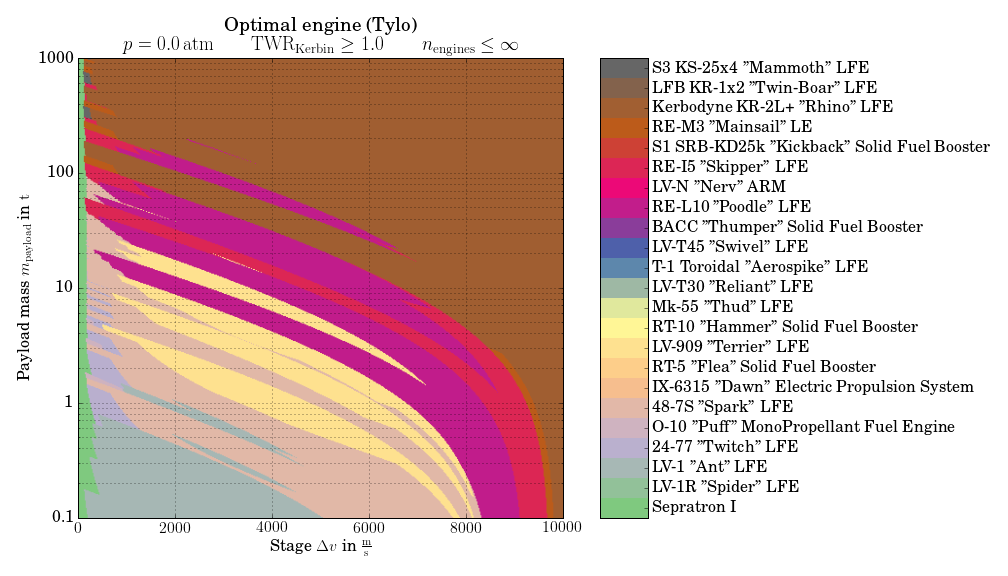 Optimal engine (Tylo)
p = 0.0 atm TWR_Kerbin ≥ 1.0 n_engines ≤ ∞
1000
100
10
1
0.1
Payload mass m_payload in t
0 2000 4000 6000 8000 10000
Stage Δv in m/s
S3 KS-25x4 ”Mammoth” LFE
LFB KR-1x2 ”Twin-Boar” LFE
Kerbodyne KR-2L+ ”Rhino” LFE
RE-M3 ”Mainsail” LE
S1 SRB-KD25k ”Kickback” Solid Fuel Booster
RE-I5 ”Skipper” LFE
LV-N ”Nerv” ARM
RE-L10 ”Poodle” LFE
BACC ”Thumper” Solid Fuel Booster
LV-T45 ”Swivel” LFE
T-1 Toroidal ”Aerospike” LFE
LV-T30 ”Reliant” LFE
Mk-55 ”Thud” LFE
RT-10 ”Hammer” Solid Fuel Booster
LV-909 ”Terrier” LFE
RT-5 ”Flea” Solid Fuel Booster
IX-6315 ”Dawn” Electric Propulsion System
48-7S ”Spark” LFE
O-10 ”Puff” MonoPropellant Fuel Engine
24-77 ”Twitch” LFE
LV-1 ”Ant” LFE
LV-1R ”Spider” LFE
Sepratron I